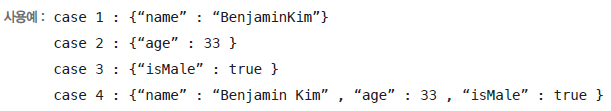 사용예 : case 1 : {“name” : “BenjaminKim”}
case 2 : {“age” : 33 }
case 3 : {“isMale” : true }
case 4 : {“name” : “Benjamin Kim” , “age” : 33 , “isMale” : true }